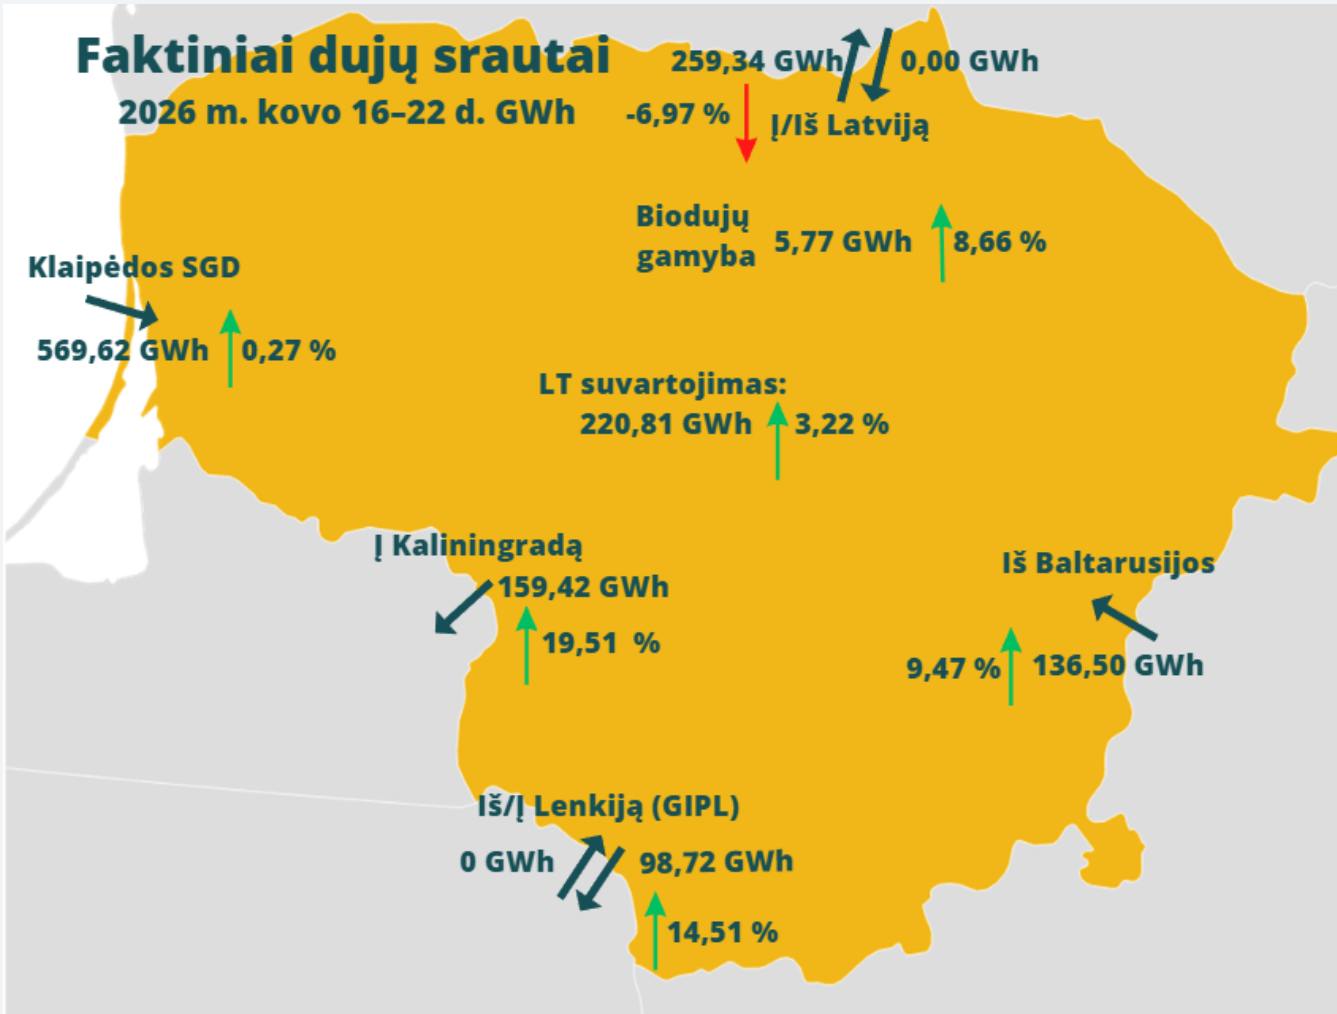 Faktiniai dujų srautai
2026 m. kovo 16–22 d. GWh
259,34 GWh
0,00 GWh
-6,97 %
Į/Iš Latviją
Biodujų
gamyba
5,77 GWh
8,66 %
Klaipėdos SGD
569,62 GWh
0,27 %
LT suvartojimas:
220,81 GWh
3,22 %
Į Kaliningradą
159,42 GWh
19,51 %
Iš Baltarusijos
9,47 %
136,50 GWh
Iš/Į Lenkiją (GIPL)
0 GWh
98,72 GWh
14,51 %